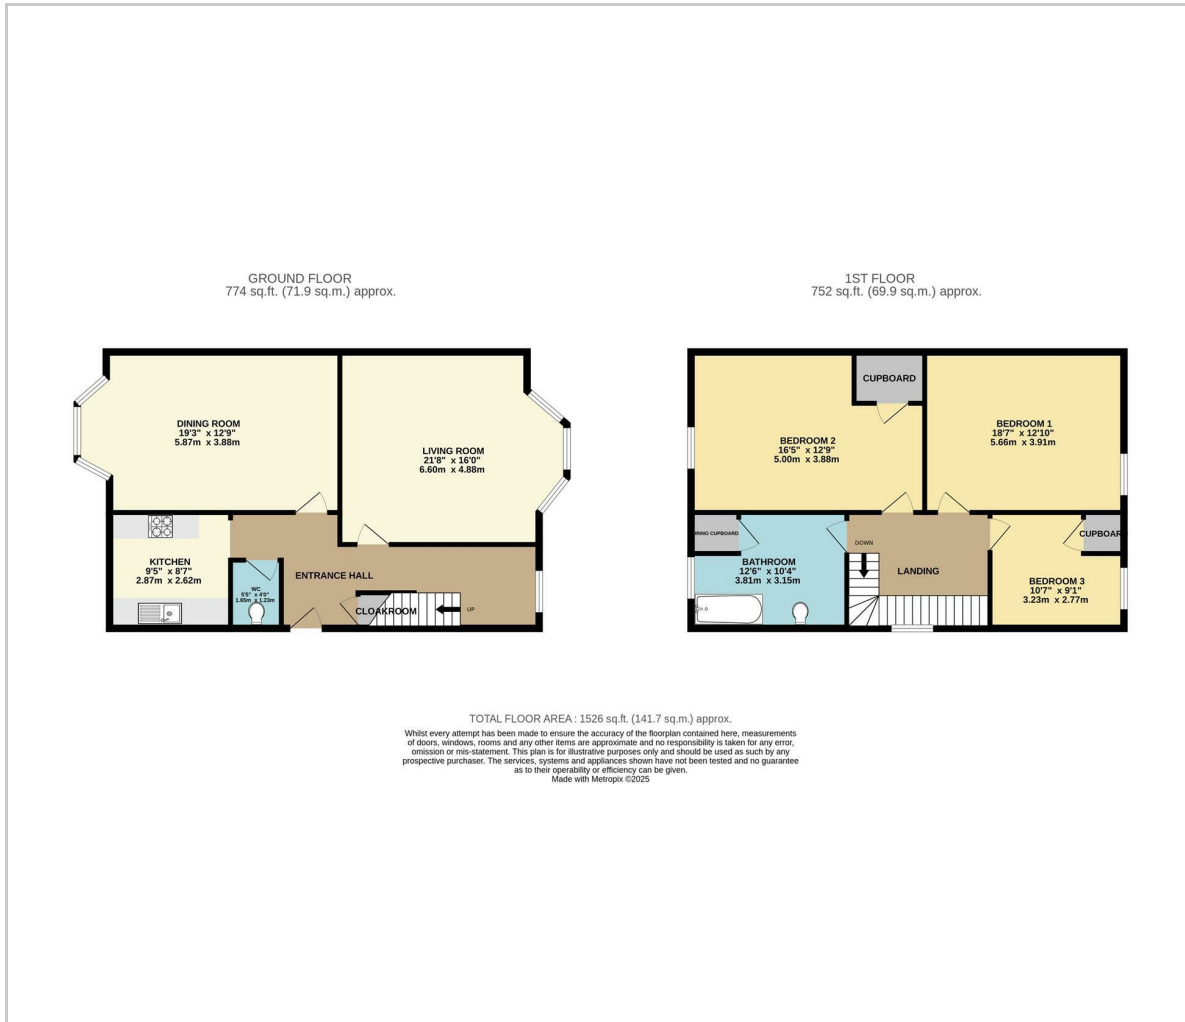 GROUND FLOOR
774 sq.ft. (71.9 sq.m.) approx.
DINING ROOM
19'3" x 12'9"
5.87m x 3.88m
LIVING ROOM
21'8" x 16'0"
6.60m x 4.88m
KITCHEN
9'5" x 8'7"
2.87m x 2.62m
WC
5'5" x 4'0"
1.65m x 1.23m
ENTRANCE HALL
CLOAKROOM
UP
1ST FLOOR
752 sq.ft. (69.9 sq.m.) approx.
CUPBOARD
BEDROOM 2
16'5" x 12'9"
5.00m x 3.88m
BEDROOM 1
18'7" x 12'10"
5.66m x 3.91m
IRING CUPBOARD
BATHROOM
12'6" x 10'4"
3.81m x 3.15m
DOWN
LANDING
CUPBOAR
BEDROOM 3
10'7" x 9'1"
3.23m x 2.77m
TOTAL FLOOR AREA : 1526 sq.ft. (141.7 sq.m.) approx.
Whilst every attempt has been made to ensure the accuracy of the floorplan contained here, measurements
of doors, windows, rooms and any other items are approximate and no responsibility is taken for any error,
omission or mis-statement. This plan is for illustrative purposes only and should be used as such by any
prospective purchaser. The services, systems and appliances shown have not been tested and no guarantee
as to their operability or efficiency can be given.
Made with Metropix ©2025